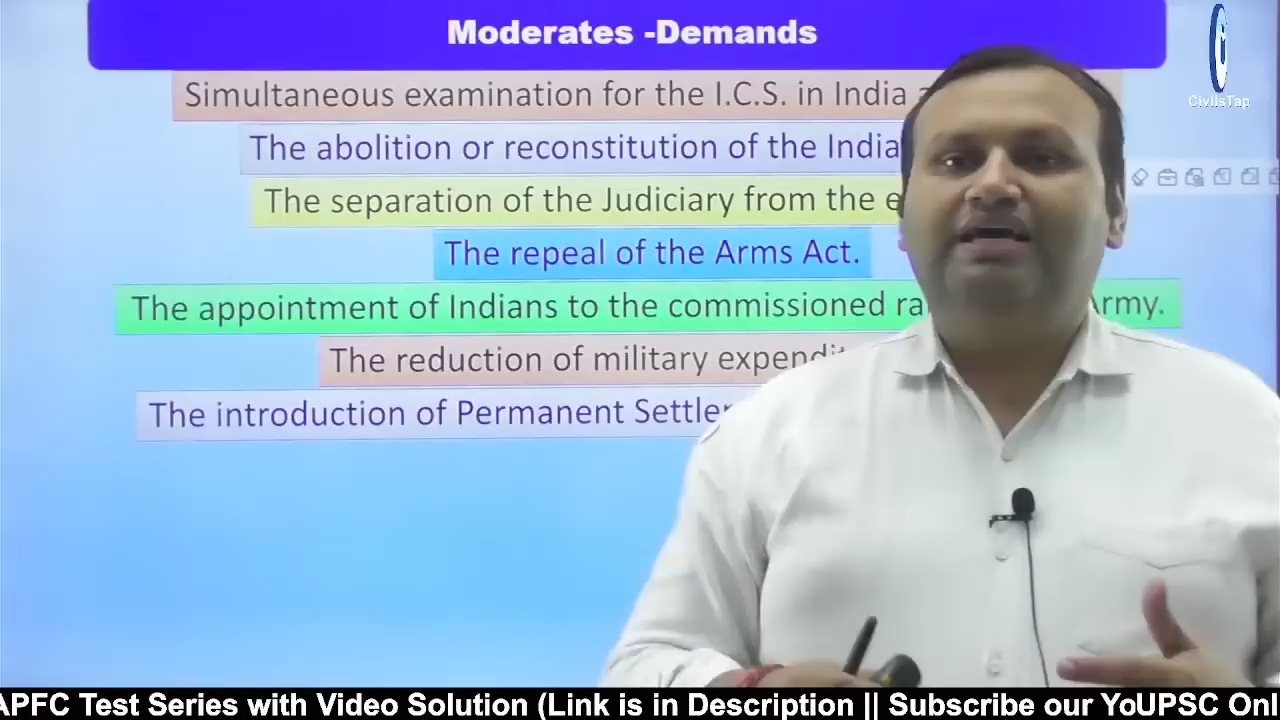 Moderates -Demands
CivilsTap
Simultaneous examination for the I.C.S. in India
The abolition or reconstitution of the India
The separation of the Judiciary from the
The repeal of the Arms Act.
The appointment of Indians to the commissioned Army.
The reduction of military
The introduction of Permanent
APFC Test Series with Video Solution (Link is in Description || Subscribe our YoUPSC Onl